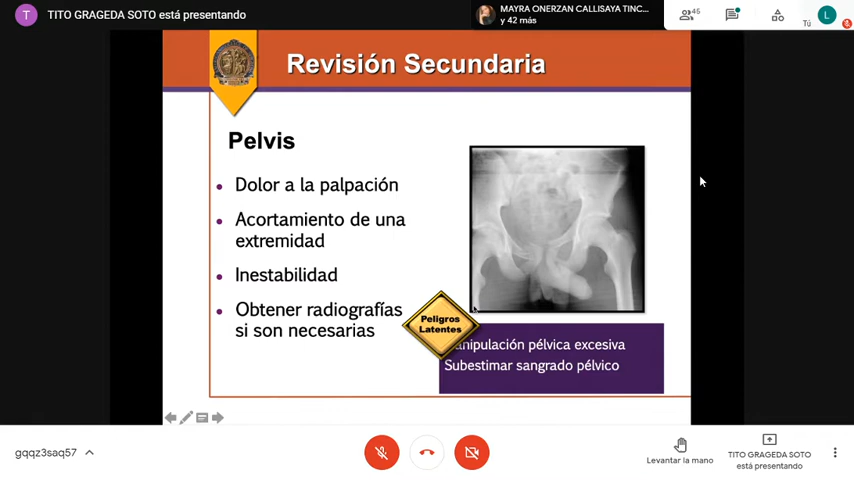 T
TITO GRAGEDA SOTO está presentando
MAYRA ONERZAN CALLISAYA TINC...
y 42 más
45
Tú
L
Revisión Secundaria
Pelvis
Dolor a la palpación
Acortamiento de una
extremidad
Inestabilidad
Obtener radiografías
si son necesarias
Peligros
Latentes
anipulación pélvica excesiva
Subestimar sangrado pélvico
gqqz3saq57
Levantar la mano
TITO GRAGEDA SOTO
está presentando